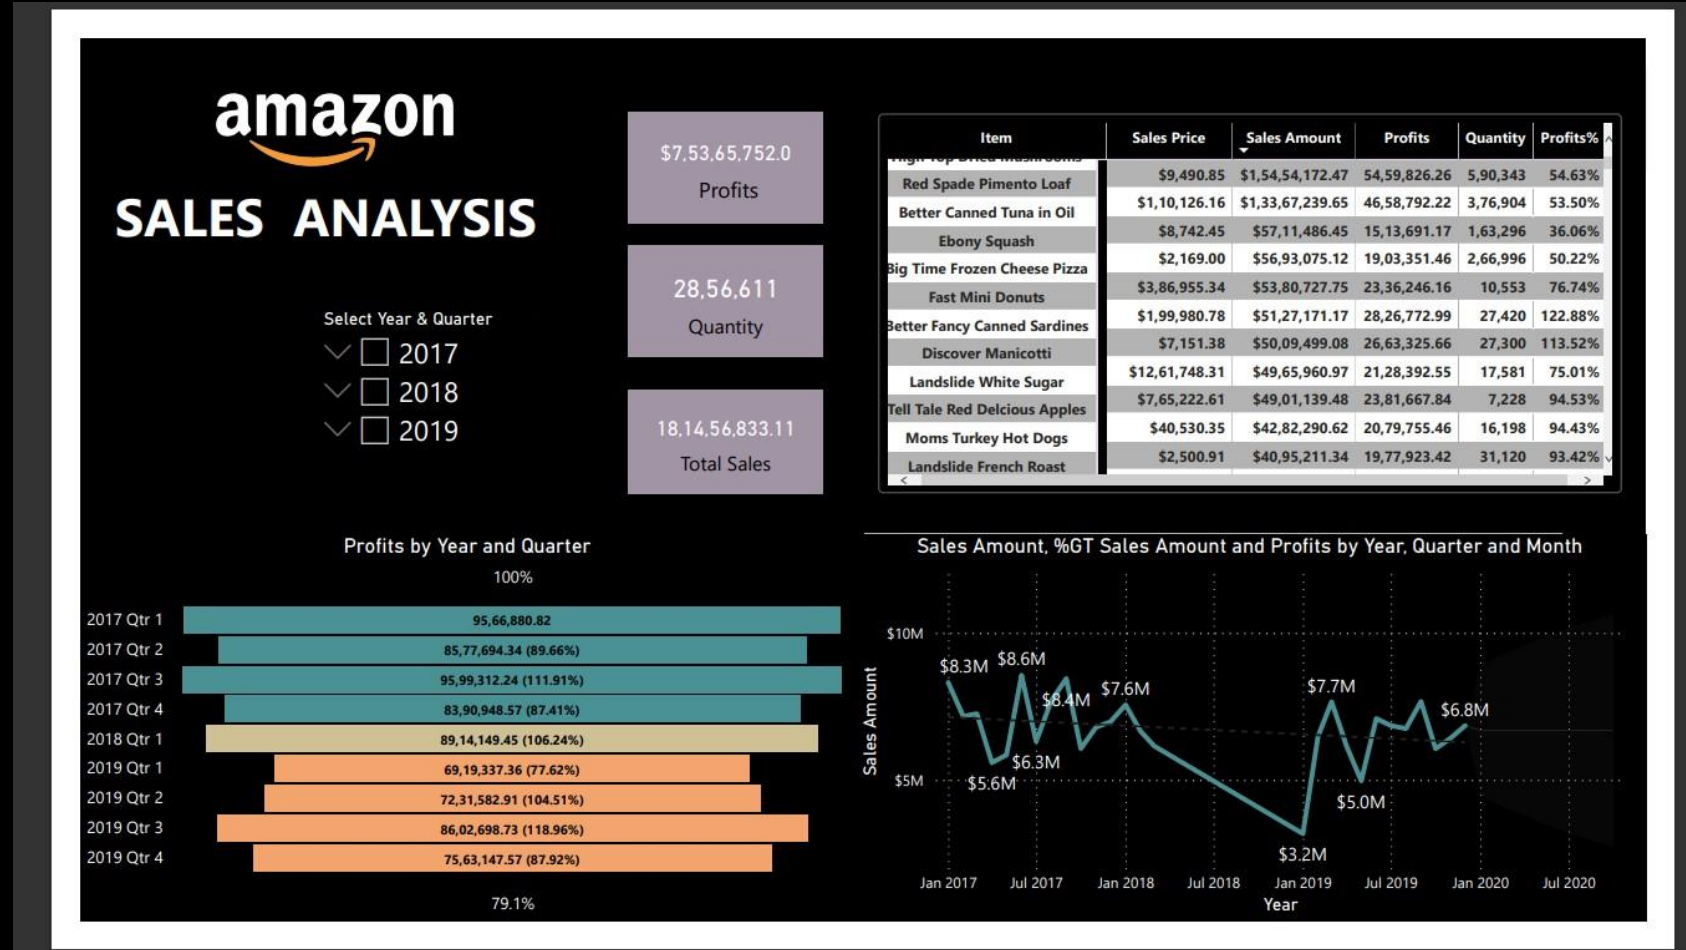 amazon
SALES ANALYSIS
Select Year & Quarter
2017
2018
2019
$7,53,65,752.0
Profits
28,56,611
Quantity
18,14,56,833.11
Total Sales
Item Sales Price Sales Amount Profits Quantity Profits%
High Top Dried Mushrooms
Red Spade Pimento Loaf $9,490.85 $1,54,54,172.47 54,59,826.26 5,90,343 54.63%
Better Canned Tuna in Oil $1,10,126.16 $1,33,67,239.65 46,58,792.22 3,76,904 53.50%
Ebony Squash $8,742.45 $57,11,486.45 15,13,691.17 1,63,296 36.06%
Big Time Frozen Cheese Pizza $2,169.00 $56,93,075.12 19,03,351.46 2,66,996 50.22%
Fast Mini Donuts $3,86,955.34 $53,80,727.75 23,36,246.16 10,553 76.74%
Better Fancy Canned Sardines $1,99,980.78 $51,27,171.17 28,26,772.99 27,420 122.88%
Discover Manicotti $7,151.38 $50,09,499.08 26,63,325.66 27,300 113.52%
Landslide White Sugar $12,61,748.31 $49,65,960.97 21,28,392.55 17,581 75.01%
Tell Tale Red Delcious Apples $7,65,222.61 $49,01,139.48 23,81,667.84 7,228 94.53%
Moms Turkey Hot Dogs $40,530.35 $42,82,290.62 20,79,755.46 16,198 94.43%
Landslide French Roast $2,500.91 $40,95,211.34 19,77,923.42 31,120 93.42%
Profits by Year and Quarter
100%
2017 Qtr 1 95,66,880.82
2017 Qtr 2 85,77,694.34 (89.66%)
2017 Qtr 3 95,99,312.24 (111.91%)
2017 Qtr 4 83,90,948.57 (87.41%)
2018 Qtr 1 89,14,149.45 (106.24%)
2019 Qtr 1 69,19,337.36 (77.62%)
2019 Qtr 2 72,31,582.91 (104.51%)
2019 Qtr 3 86,02,698.73 (118.96%)
2019 Qtr 4 75,63,147.57 (87.92%)
79.1%
Sales Amount, %GT Sales Amount and Profits by Year, Quarter and Month
Sales Amount
$10M
$5M
$8.3M
$8.6M
$8.4M
$7.6M
$7.7M
$6.8M
$5.6M
$6.3M
$5.0M
$3.2M
Jan 2017 Jul 2017 Jan 2018 Jul 2018 Jan 2019 Jul 2019 Jan 2020 Jul 2020
Year